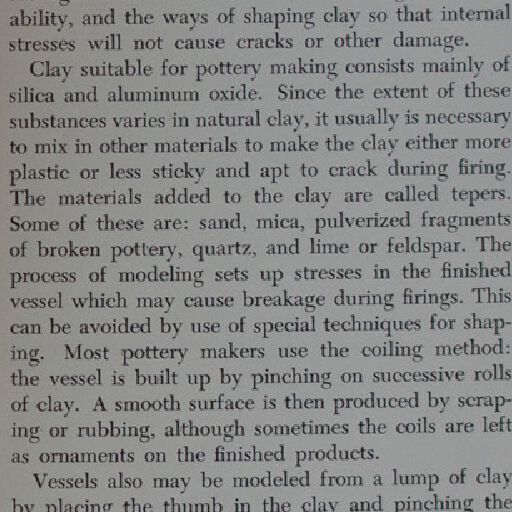 ability, and the ways of shaping clay so that internal
stresses will not cause cracks or other damage.
Clay suitable for pottery making consists mainly of
silica and aluminum oxide. Since the extent of these
substances varies in natural clay, it usually is necessary
to mix in other materials to make the clay either more
plastic or less sticky and apt to crack during firing.
The materials added to the clay are called tepers.
Some of these are: sand, mica, pulverized fragments
of broken pottery, quartz, and lime or feldspar. The
process of modeling sets up stresses in the finished
vessel which may cause breakage during firings. This
can be avoided by use of special techniques for shap-
ing. Most pottery makers use the coiling method:
the vessel is built up by pinching on successive rolls
of clay. A smooth surface is then produced by scrap-
ing or rubbing, although sometimes the coils are left
as ornaments on the finished products.
Vessels also may be modeled from a lump of clay
by placing the thumb in the clay and pinching the